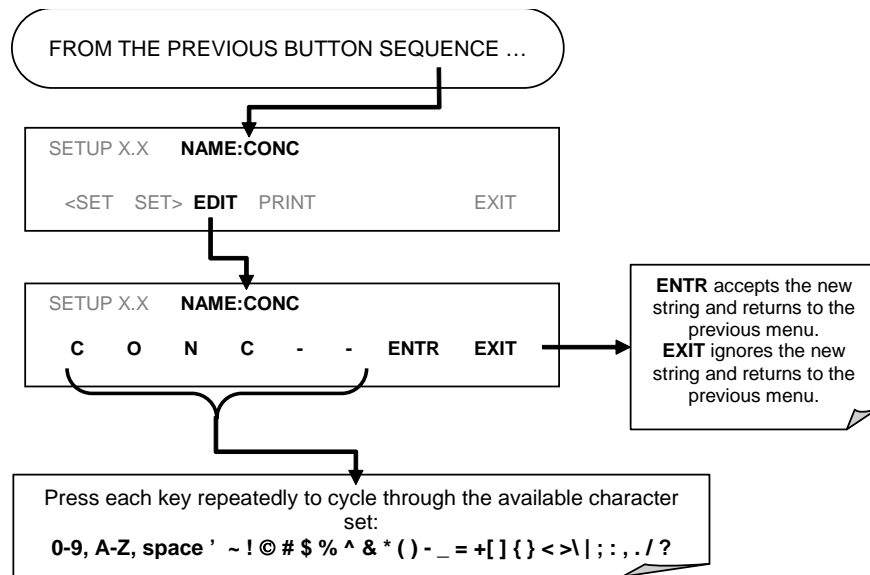 FROM THE PREVIOUS BUTTON SEQUENCE …
SETUP X.X NAME:CONC
<SET SET> EDIT PRINT EXIT
SETUP X.X NAME:CONC
C O N C - - ENTR EXIT
ENTR accepts the new
string and returns to the
previous menu.
EXIT ignores the new
string and returns to the
previous menu.
Press each key repeatedly to cycle through the available character
set:
0-9, A-Z, space ’ ~ ! © # $ % ^ & * ( ) - _ = +[ ] { } < >\ | ; : , . / ?